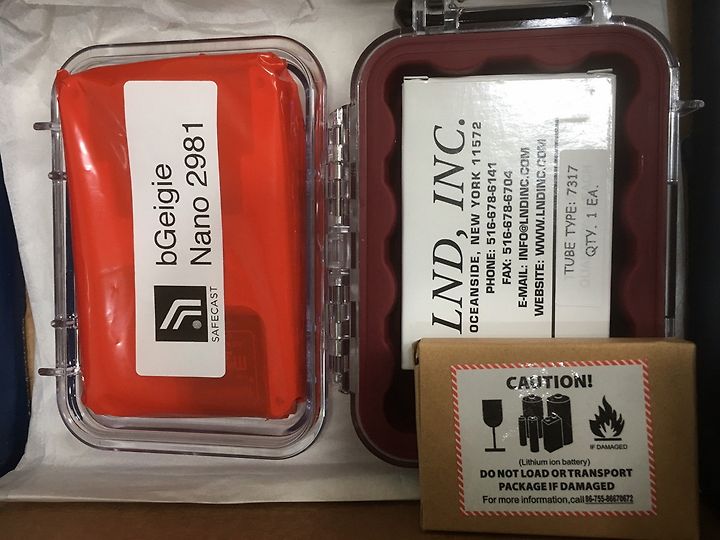 bGeigie
Nano 2981
SAFECAST
LND, INC.
OCEANSIDE, NEW YORK 11572
PHONE: 516-678-6141
FAX: 516-678-6704
E-MAIL: INFO@LNDINC.COM
WEBSITE: WWW.LNDINC.COM
TUBE TYPE: 7317
QTY. 1 EA.
CAUTION!
IF DAMAGED
(Lithium ion battery)
DO NOT LOAD OR TRANSPORT
PACKAGE IF DAMAGED
For more information,call 86-755-86670672